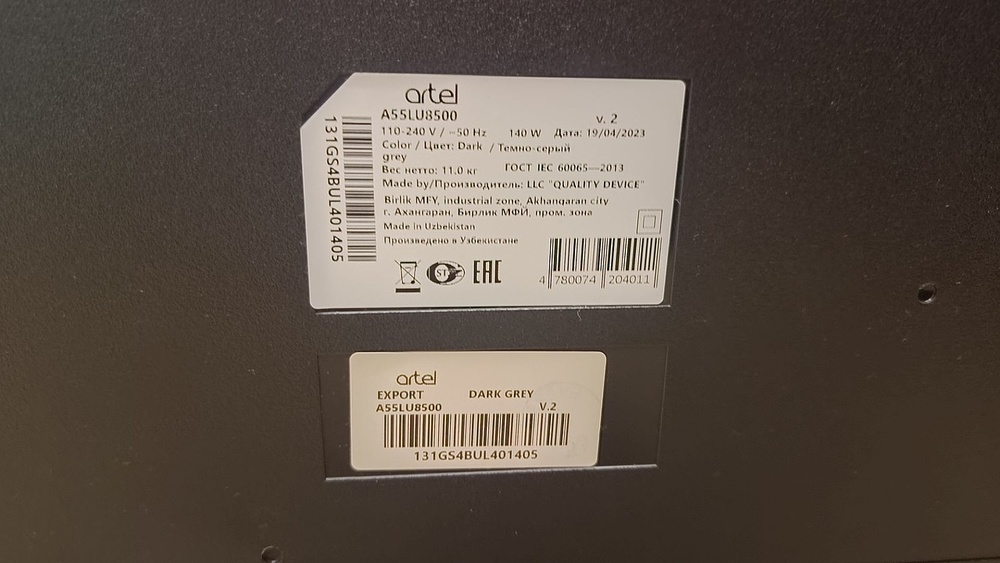 artel
A55LU8500 v. 2
110-240 V / ~50 Hz 140 W Дата: 19/04/2023
Color / Цвет: Dark / Темно-серый
grey
Вес нетто: 11.0 кг ГОСТ IEC 60065—2013
Made by/Производитель: LLC "QUALITY DEVICE"
Birlik MFY, industrial zone, Akhangaran city
г. Ахангаран, Бирлик МФЙ, пром. зона
Made in Uzbekistan
Произведено в Узбекистане
ST
EAC
4 780074 204011
131GS4BUL401405
artel
EXPORT DARK GREY
A55LU8500 V.2
131GS4BUL401405